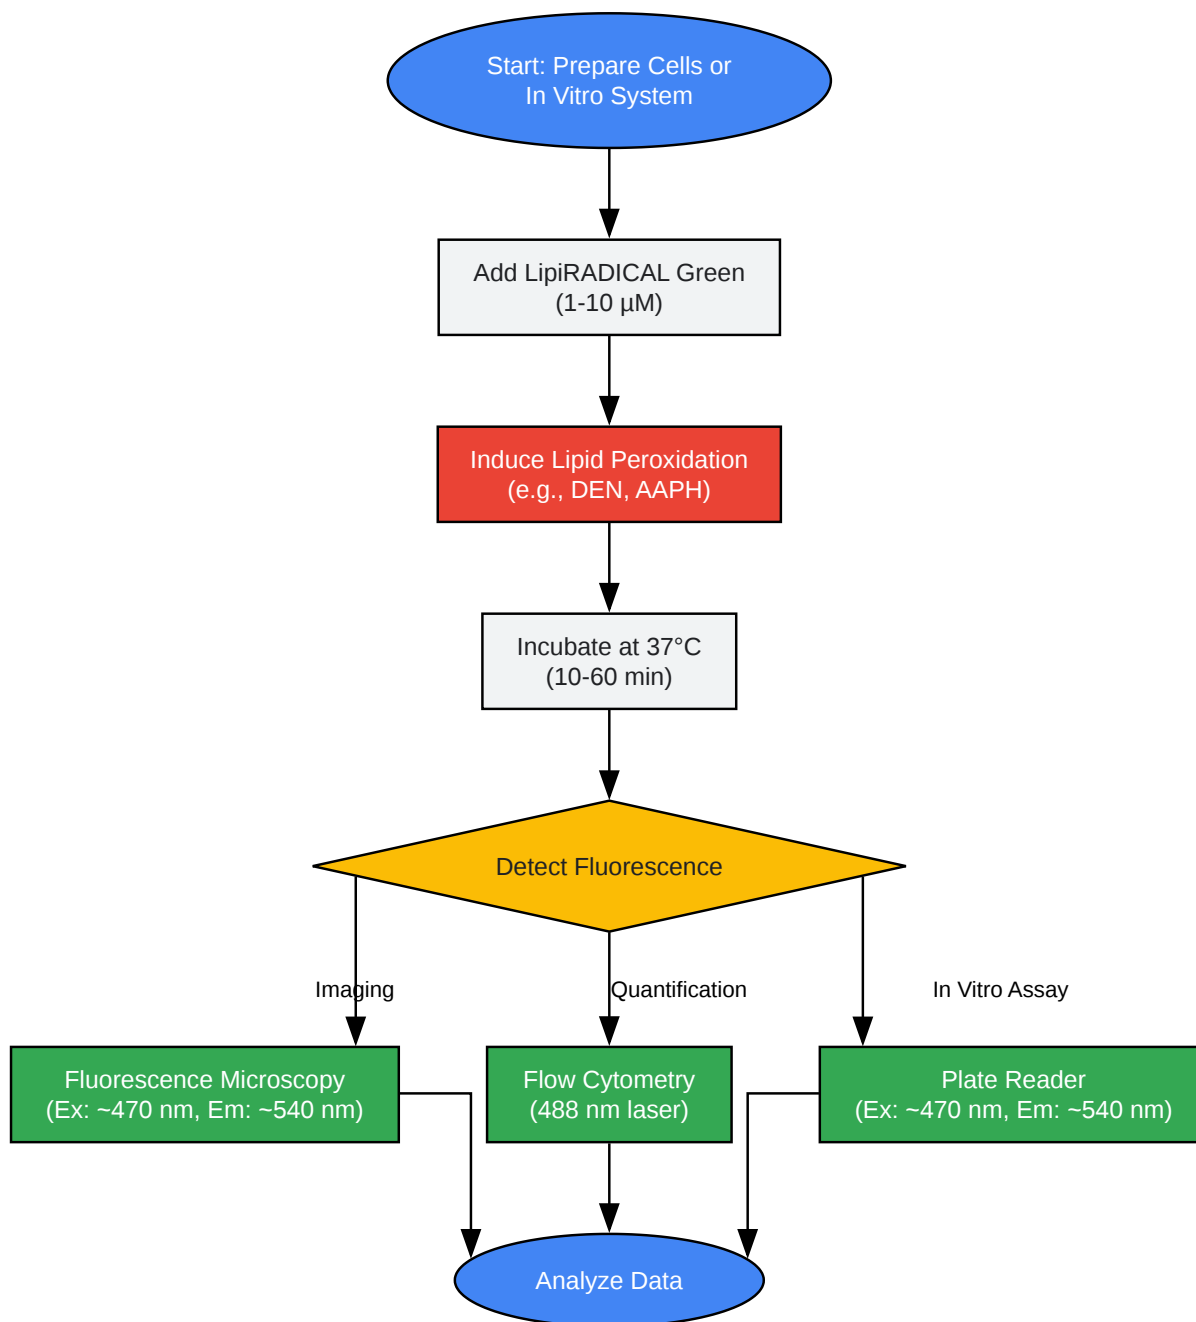 Start: Prepare Cells or
In Vitro System
Add LipiRADICAL Green
(1-10 µM)
Induce Lipid Peroxidation
(e.g., DEN, AAPH)
Incubate at 37°C
(10-60 min)
Detect Fluorescence
Imaging
Quantification
In Vitro Assay
Fluorescence Microscopy
(Ex: ~470 nm, Em: ~540 nm)
Flow Cytometry
(488 nm laser)
Plate Reader
(Ex: ~470 nm, Em: ~540 nm)
Analyze Data